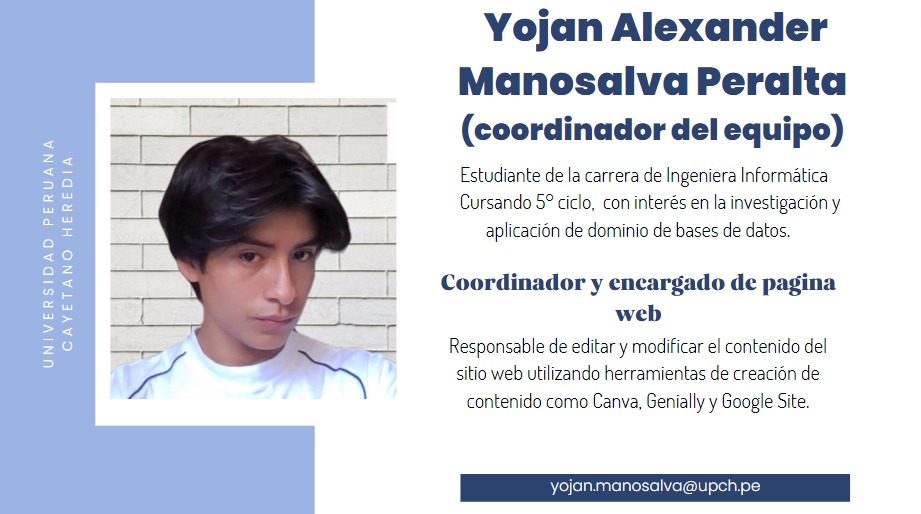 UNIVERSIDAD PERUANA
CAYETANO HEREDIA
Yojan Alexander
Manosalva Peralta
(coordinador del equipo)
Estudiante de la carrera de Ingeniera Informática
Cursando 5° ciclo, con interés en la investigación y
aplicación de dominio de bases de datos.
Coordinador y encargado de pagina
web
Responsable de editar y modificar el contenido del
sitio web utilizando herramientas de creación de
contenido como Canva, Genially y Google Site.
yojan.manosalva@upch.pe